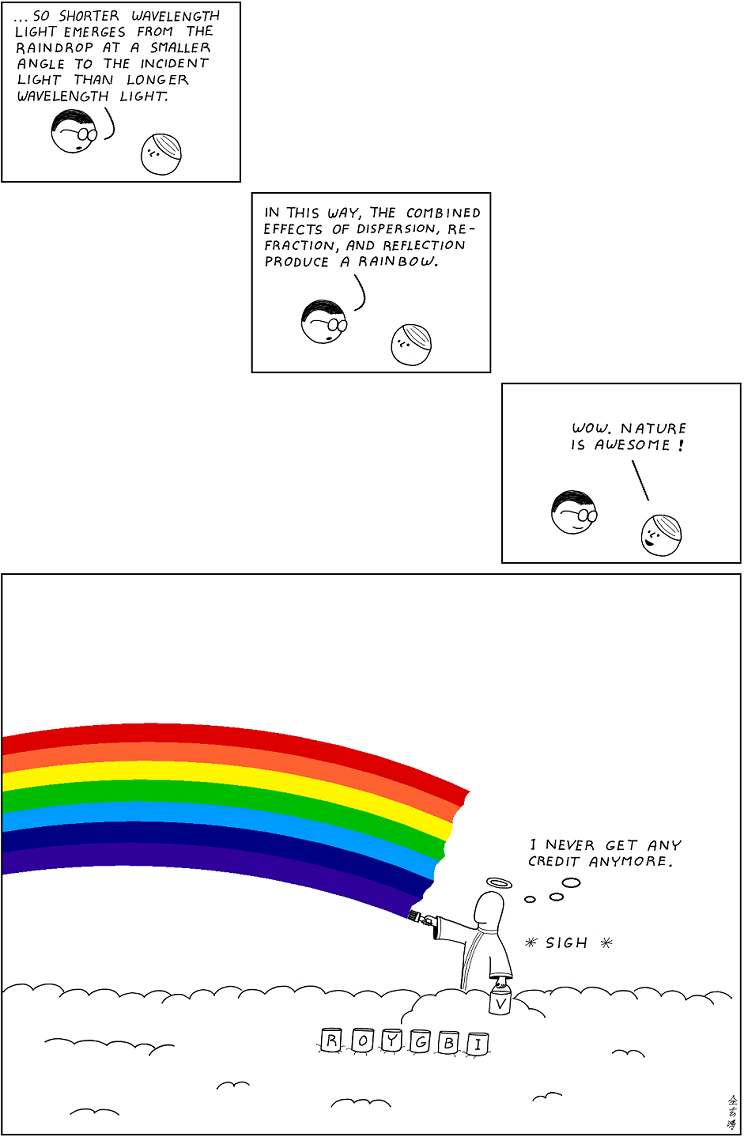 ...SO SHORTER WAVELENGTH
LIGHT EMERGES FROM THE
RAINDROP AT A SMALLER
ANGLE TO THE INCIDENT
LIGHT THAN LONGER
WAVELENGTH LIGHT.
IN THIS WAY, THE COMBINED
EFFECTS OF DISPERSION, RE-
FRACTION, AND REFLECTION
PRODUCE A RAINBOW.
WOW. NATURE
IS AWESOME!
I NEVER GET ANY
CREDIT ANYMORE.
* SIGH *
V
R O Y G B I